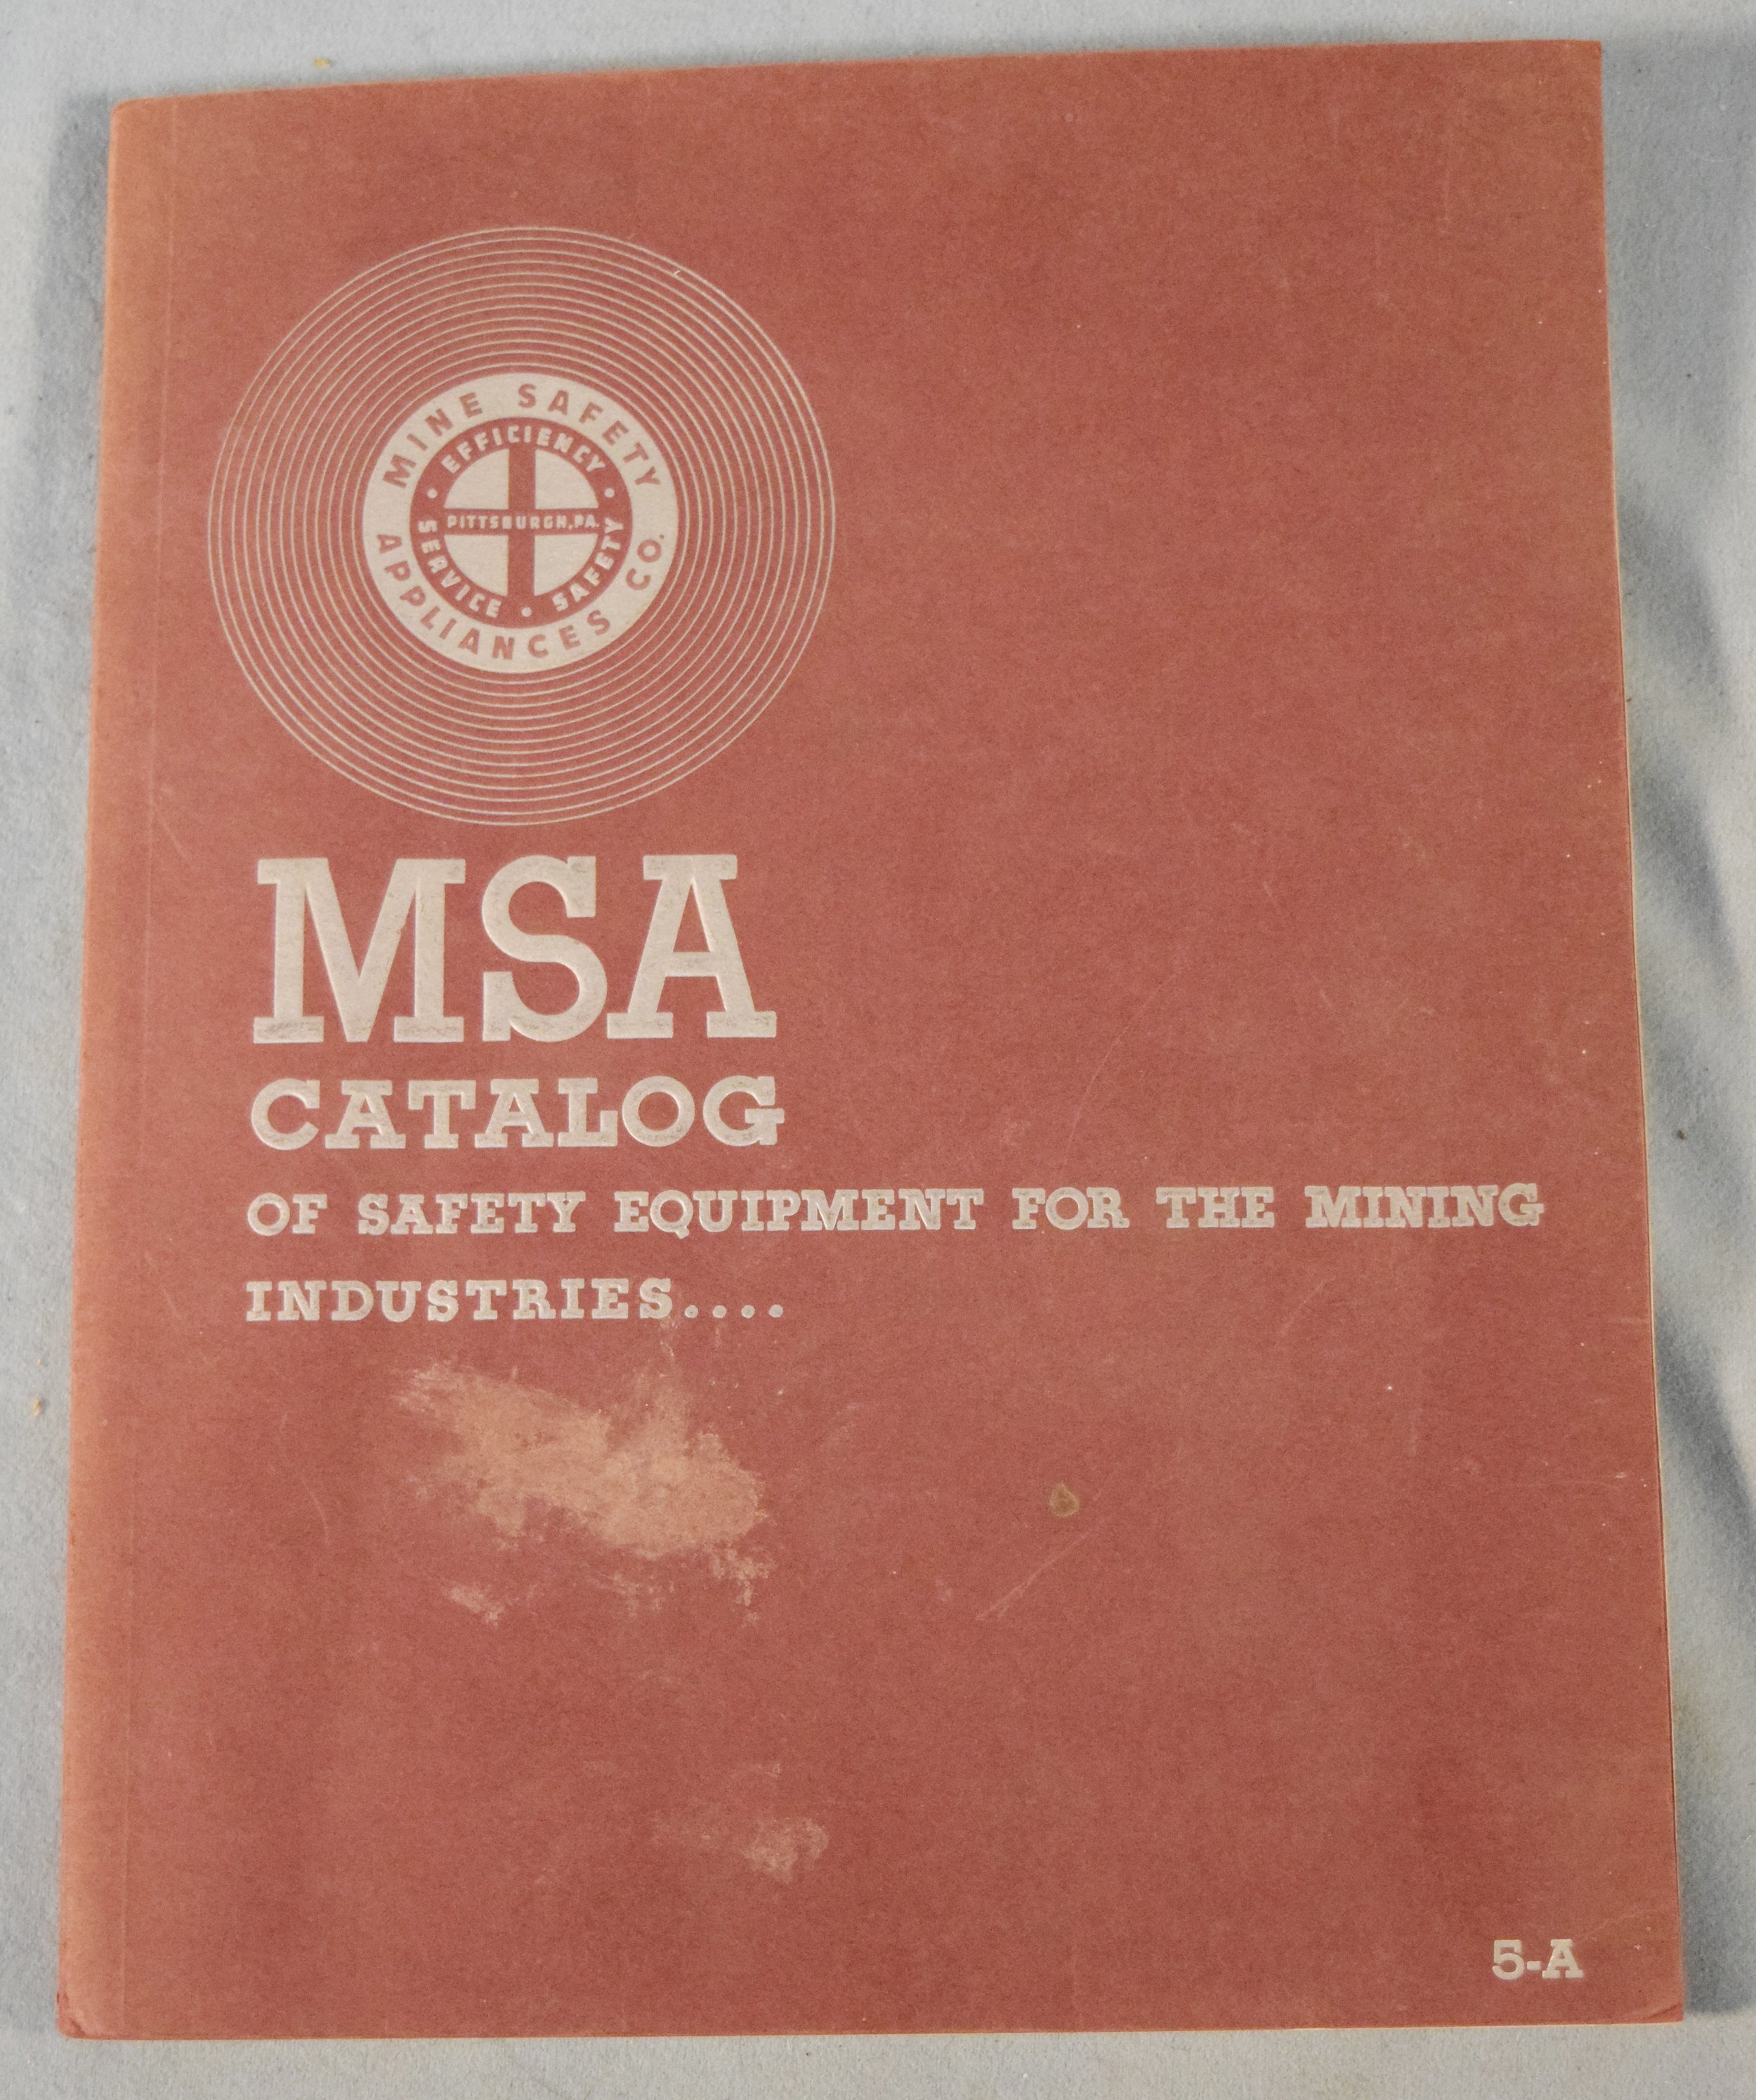 MINE SAFETY
APPLIANCES CO.
• EFFICIENCY •
PITTSBURGH, PA.
SERVICE • SAFETY
MSA
CATALOG
OF SAFETY EQUIPMENT FOR THE MINING
INDUSTRIES....
5-A